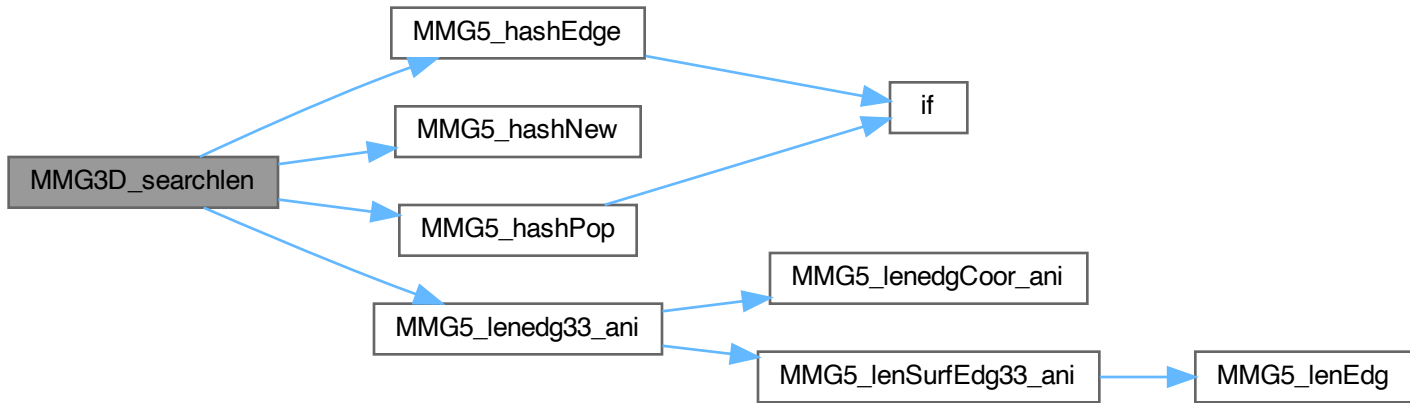 MMG5_hashEdge
if
MMG5_hashNew
MMG3D_searchlen
MMG5_hashPop
MMG5_lenedgCoor_ani
MMG5_lenedg33_ani
MMG5_lenSurfEdg33_ani
MMG5_lenEdg